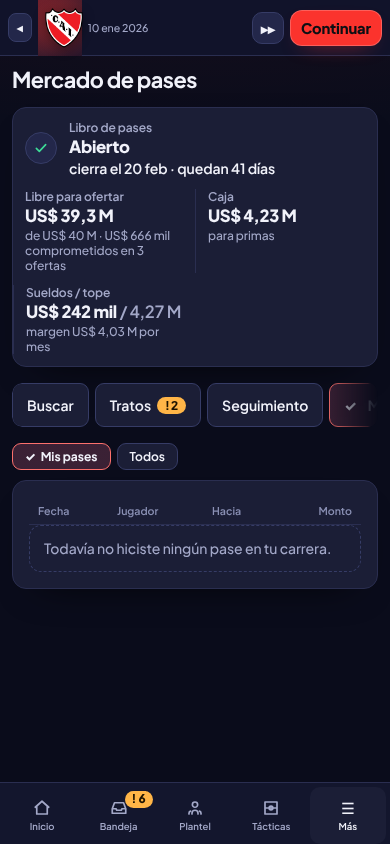 C.A.I.
10 ene 2026
Continuar
Mercado de pases
Libro de pases
Abierto
cierra el 20 feb · quedan 41 días
Libre para ofertar
US$ 39,3 M
de US$ 40 M · US$ 666 mil
comprometidos en 3
ofertas
Caja
US$ 4,23 M
para primas
Sueldos / tope
US$ 242 mil / 4,27 M
margen US$ 4,03 M por
mes
Buscar
Tratos ! 2
Seguimiento
Mis pases
Todos
Fecha Jugador Hacia Monto
Todavía no hiciste ningún pase en tu carrera.
Inicio
! 6
Bandeja
Plantel
Tácticas
Más